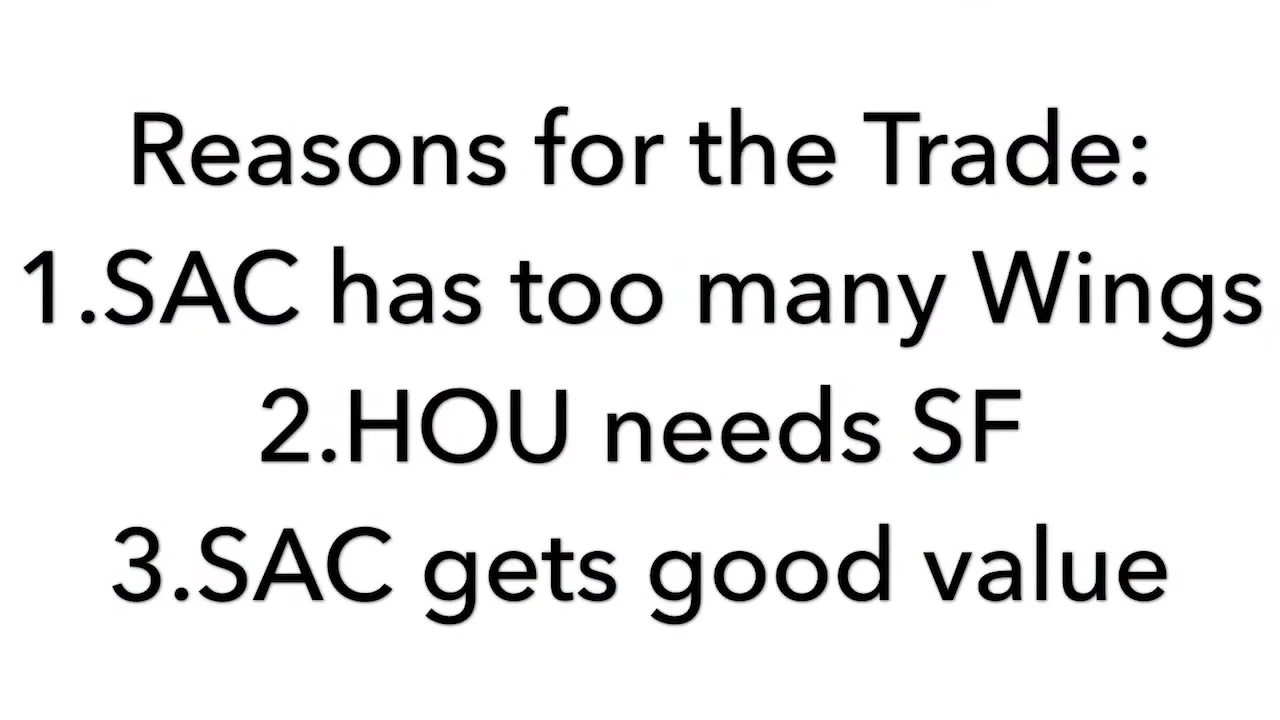 Reasons for the Trade:
1.SAC has too many Wings
2.HOU needs SF
3.SAC gets good value